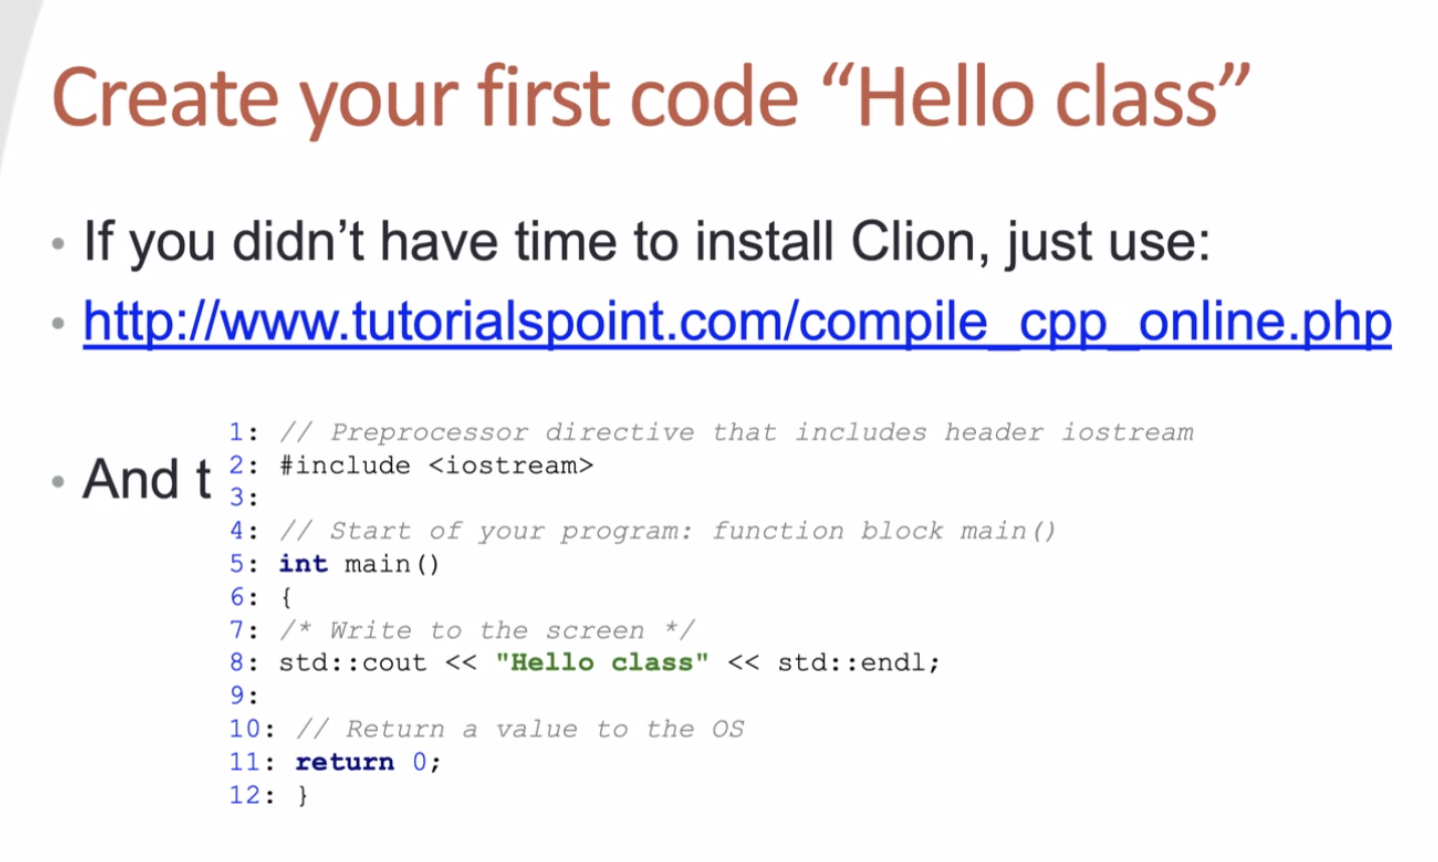 Create your first code “Hello class”
• If you didn’t have time to install Clion, just use:
• http://www.tutorialspoint.com/compile_cpp_online.php
• And t
1: // Preprocessor directive that includes header iostream
2: #include <iostream>
3:
4: // Start of your program: function block main()
5: int main()
6: {
7: /* Write to the screen */
8: std::cout << "Hello class" << std::endl;
9:
10: // Return a value to the OS
11: return 0;
12: }